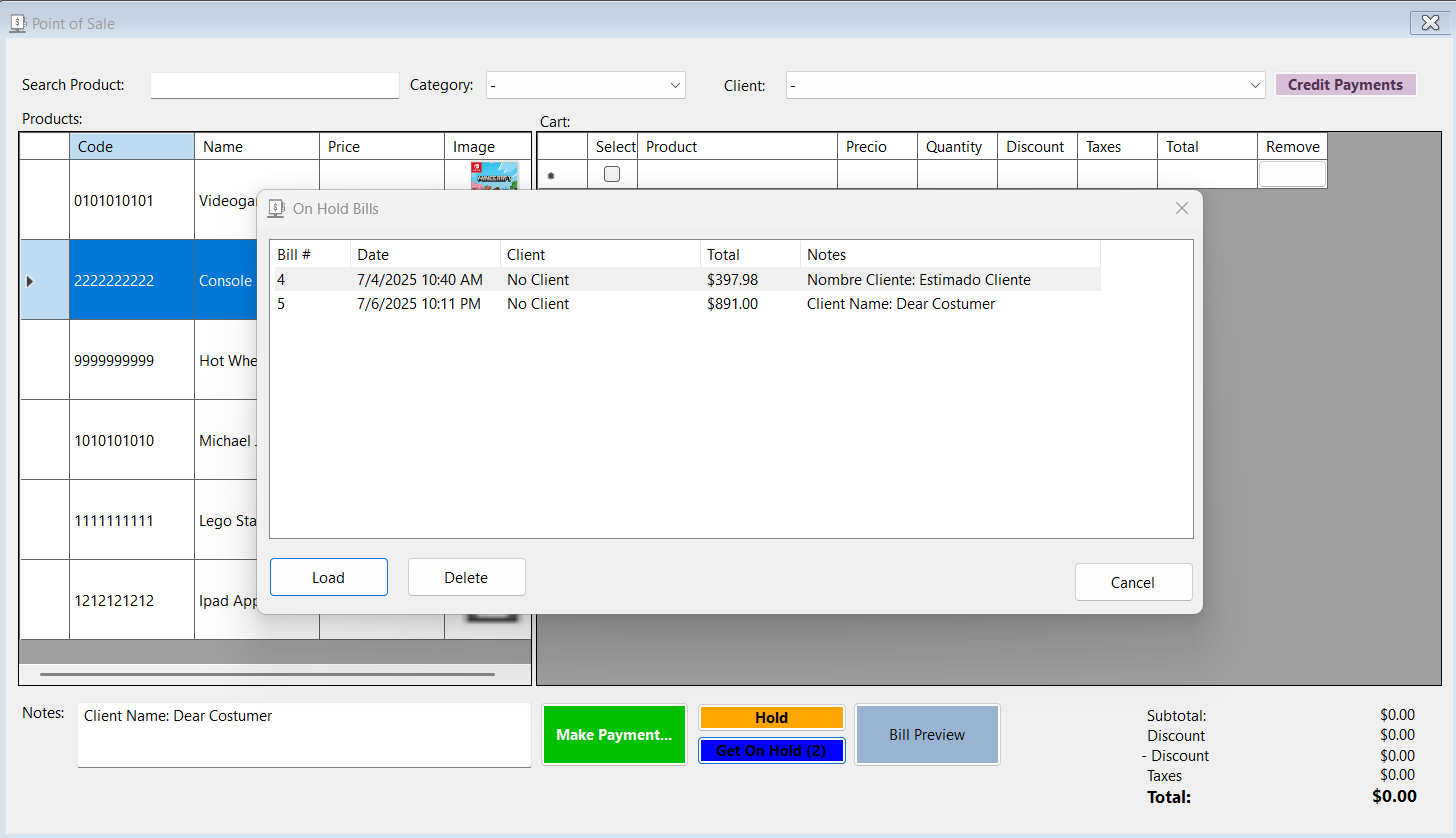 Point of Sale
Search Product: Category: - Client: - Credit Payments
Products: Cart:
Code Name Price Image
Select Product Precio Quantity Discount Taxes Total Remove
MINECRAFT
0101010101
2222222222 Console
9999999999 Hot Whe
1010101010 Michael
1111111111 Lego Sta
1212121212 Ipad App
On Hold Bills
Bill # Date Client Total Notes
4 7/4/2025 10:40 AM No Client $397.98 Nombre Cliente: Estimado Cliente
5 7/6/2025 10:11 PM No Client $891.00 Client Name: Dear Costumer
Load Delete Cancel
Notes: Client Name: Dear Costumer
Make Payment...
Hold
Get On Hold (2)
Bill Preview
Subtotal: $0.00
Discount $0.00
- Discount $0.00
Taxes $0.00
Total: $0.00